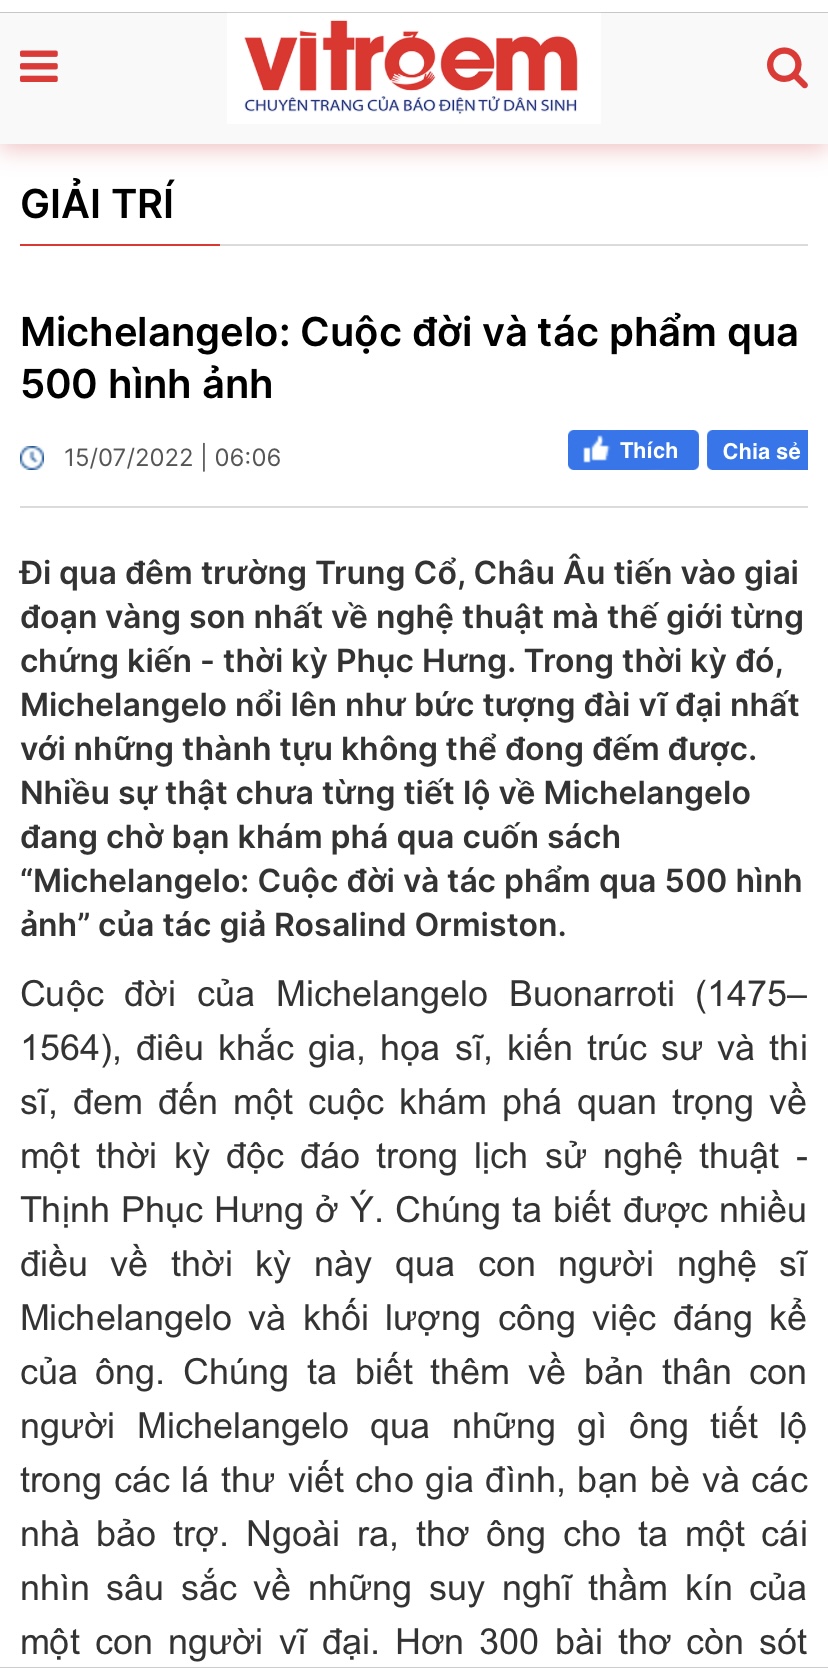 vìtrẻem
CHUYÊN TRANG CỦA BÁO ĐIỆN TỬ DÂN SINH
GIẢI TRÍ
Michelangelo: Cuộc đời và tác phẩm qua
500 hình ảnh
15/07/2022 | 06:06
Thích
Chia sẻ
Đi qua đêm trường Trung Cổ, Châu Âu tiến vào giai
đoạn vàng son nhất về nghệ thuật mà thế giới từng
chứng kiến - thời kỳ Phục Hưng. Trong thời kỳ đó,
Michelangelo nổi lên như bức tượng đài vĩ đại nhất
với những thành tựu không thể đong đếm được.
Nhiều sự thật chưa từng tiết lộ về Michelangelo
đang chờ bạn khám phá qua cuốn sách
“Michelangelo: Cuộc đời và tác phẩm qua 500 hình
ảnh” của tác giả Rosalind Ormiston.
Cuộc đời của Michelangelo Buonarroti (1475–
1564), điêu khắc gia, họa sĩ, kiến trúc sư và thi
sĩ, đem đến một cuộc khám phá quan trọng về
một thời kỳ độc đáo trong lịch sử nghệ thuật -
Thịnh Phục Hưng ở Ý. Chúng ta biết được nhiều
điều về thời kỳ này qua con người nghệ sĩ
Michelangelo và khối lượng công việc đáng kể
của ông. Chúng ta biết thêm về bản thân con
người Michelangelo qua những gì ông tiết lộ
trong các lá thư viết cho gia đình, bạn bè và các
nhà bảo trợ. Ngoài ra, thơ ông cho ta một cái
nhìn sâu sắc về những suy nghĩ thầm kín của
một con người vĩ đại. Hơn 300 bài thơ còn sót